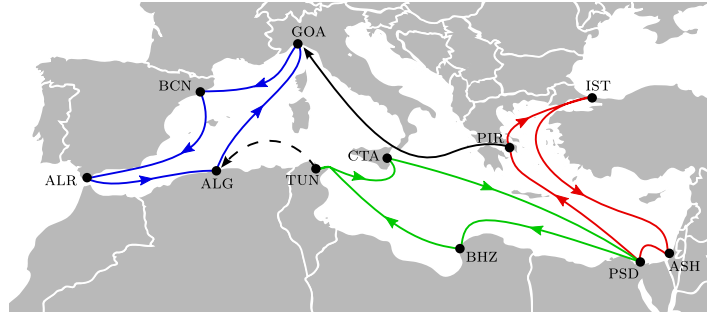 GOA
IST
BCN
PIR
CTA
ALR
ALG
TUN
BHZ
PSD
ASH